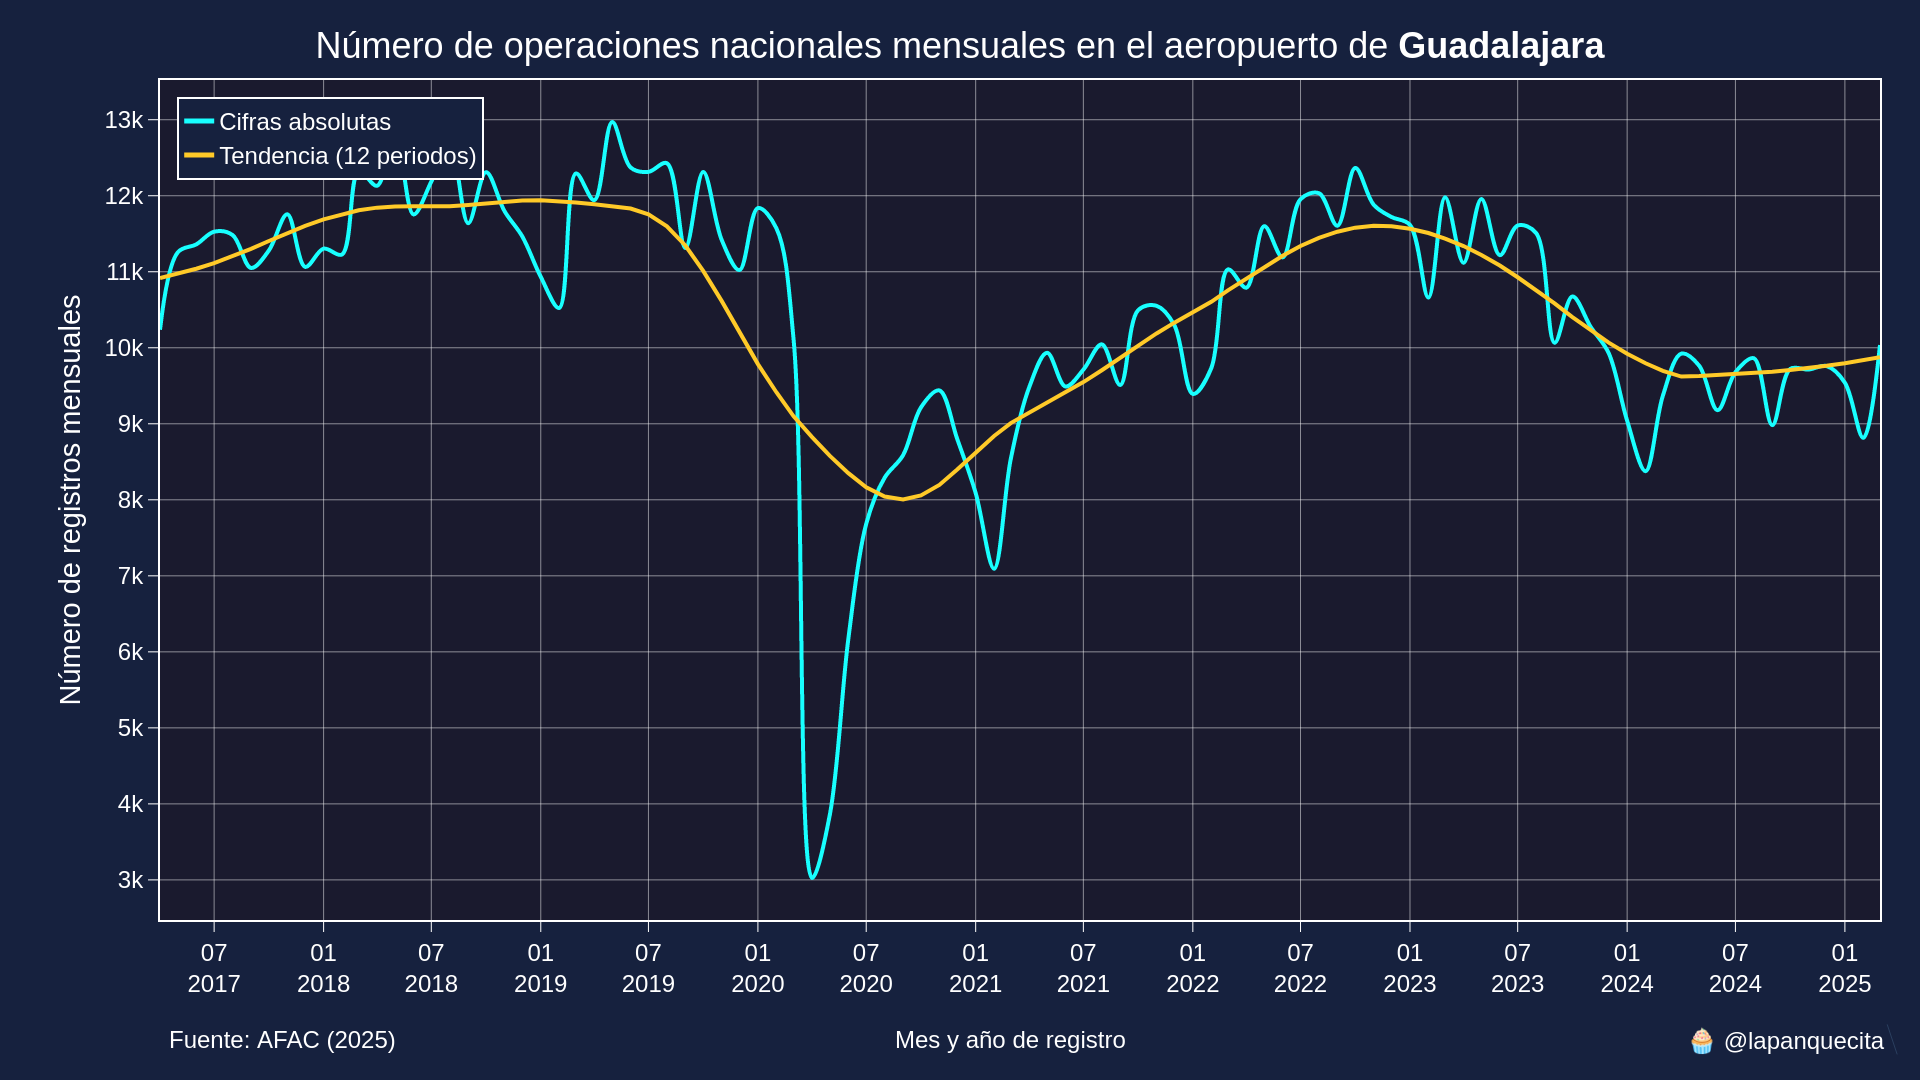 Número de operaciones nacionales mensuales en el aeropuerto de Guadalajara
Cifras absolutas
Tendencia (12 periodos)
Número de registros mensuales
13k
12k
11k
10k
9k
8k
7k
6k
5k
4k
3k
07 01 07 01 07 01 07 01 07 01 07 01 07 01 07 01
2017 2018 2018 2019 2019 2020 2020 2021 2021 2022 2022 2023 2023 2024 2024 2025
Fuente: AFAC (2025)
Mes y año de registro
🧁 @lapanquecita